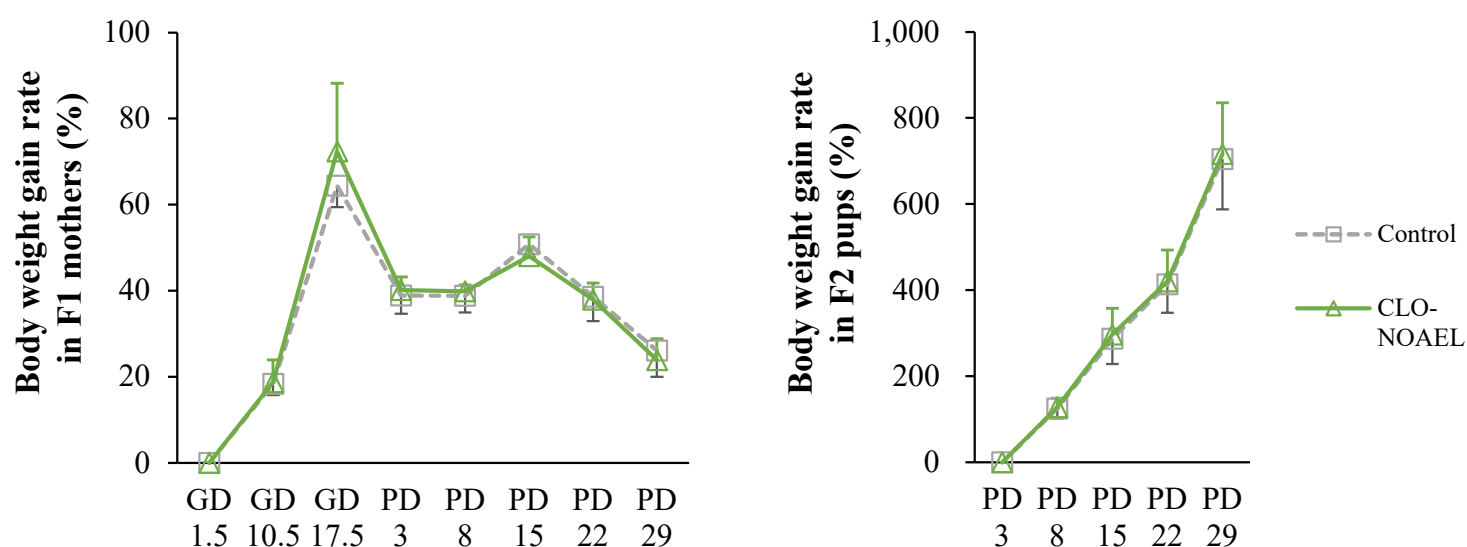 Body weight gain rate
in F1 mothers (%)
100
80
60
40
20
0
GD GD GD PD PD PD PD PD
1.5 10.5 17.5 3 8 15 22 29
Body weight gain rate
in F2 pups (%)
1,000
800
600
400
200
0
PD PD PD PD PD
3 8 15 22 29
Control
CLO-
NOAEL